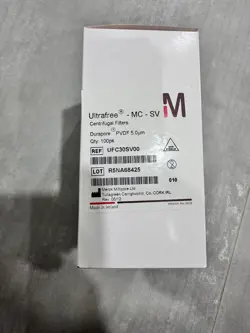 Ultrafree® - MC - SV
M
Centrifugal Filters
Durapore® PVDF 5.0µm
Qty: 100pk
REF UFC30SV00
LOT R5NA68425
010
Merck Millipore Ltd.
Tullagreen, Carrigtwohill, Co. CORK IRL
Made in Ireland